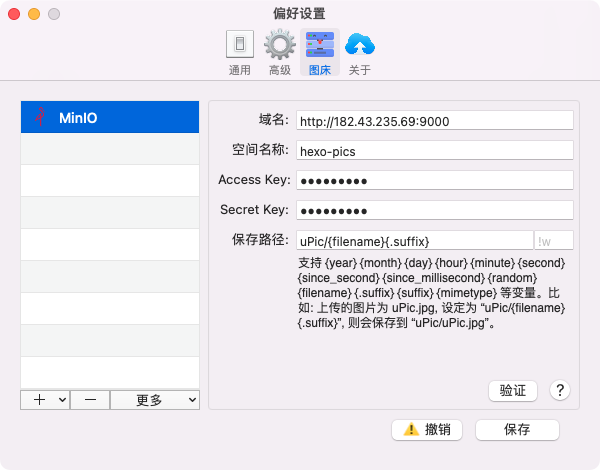 偏好设置
通用
高级
图床
关于
MinIO
域名:
http://182.43.235.69:9000
空间名称:
hexo-pics
Access Key:
●●●●●●●●●
Secret Key:
●●●●●●●●●
保存路径:
uPic/{filename}{.suffix}
!w
支持 {year} {month} {day} {hour} {minute} {second}
{since_second} {since_millisecond} {random}
{filename} {.suffix} {suffix} {mimetype} 等变量。比
如: 上传的图片为 uPic.jpg, 设定为 “uPic/{filename}
{.suffix}”, 则会保存到 “uPic/uPic.jpg”。
验证
?
更多
撤销
保存